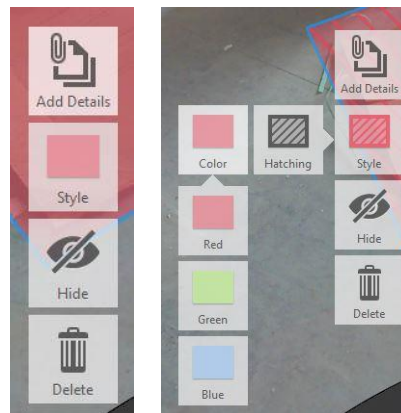 Add Details
Style
Hide
Delete
Add Details
Color
Hatching
Style
Red
Hide
Green
Delete
Blue